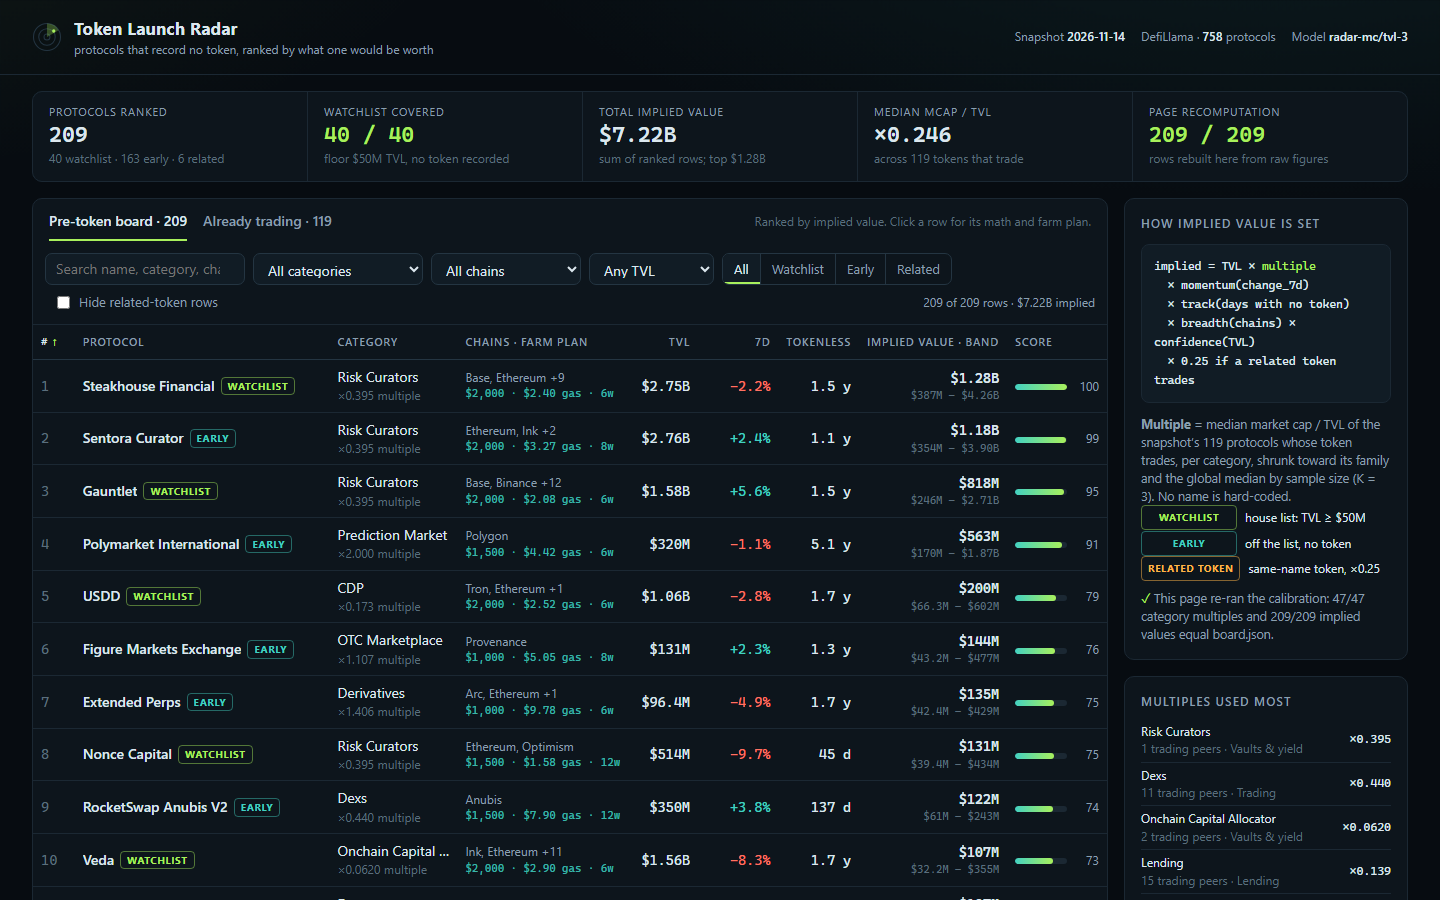 Token Launch Radar
protocols that record no token, ranked by what one would be worth
Snapshot 2026-11-14 DefiLlama · 758 protocols Model radar-mc/tvl-3
PROTOCOLS RANKED
209
40 watchlist · 163 early · 6 related
WATCHLIST COVERED
40 / 40
floor $50M TVL, no token recorded
TOTAL IMPLIED VALUE
$7.22B
sum of ranked rows; top $1.28B
MEDIAN MCAP / TVL
×0.246
across 119 tokens that trade
PAGE RECOMPUTATION
209 / 209
rows rebuilt here from raw figures
Pre-token board · 209 Already trading · 119
Ranked by implied value. Click a row for its math and farm plan.
Search name, category, cha
All categories
All chains
Any TVL
All Watchlist Early Related
Hide related-token rows
209 of 209 rows · $7.22B implied
# ↑ PROTOCOL CATEGORY CHAINS · FARM PLAN TVL 7D TOKENLESS IMPLIED VALUE · BAND SCORE
1 Steakhouse Financial WATCHLIST Risk Curators Base, Ethereum +9 $2.75B −2.2% 1.5 y $1.28B 100
×0.395 multiple $2,000 · $2.40 gas · 6w $387M – $4.26B
2 Sentora Curator EARLY Risk Curators Ethereum, Ink +2 $2.76B +2.4% 1.1 y $1.18B 99
×0.395 multiple $2,000 · $3.27 gas · 8w $354M – $3.90B
3 Gauntlet WATCHLIST Risk Curators Base, Binance +12 $1.58B +5.6% 1.5 y $818M 95
×0.395 multiple $2,000 · $2.08 gas · 6w $246M – $2.71B
4 Polymarket International EARLY Prediction Market Polygon $320M −1.1% 5.1 y $563M 91
×2.000 multiple $1,500 · $4.42 gas · 6w $170M – $1.87B
5 USDD WATCHLIST CDP Tron, Ethereum +1 $1.06B −2.8% 1.7 y $200M 79
×0.173 multiple $2,000 · $2.52 gas · 6w $66.3M – $602M
6 Figure Markets Exchange EARLY OTC Marketplace Provenance $131M +2.3% 1.3 y $144M 76
×1.107 multiple $1,000 · $5.05 gas · 8w $43.2M – $477M
7 Extended Perps EARLY Derivatives Arc, Ethereum +1 $96.4M −4.9% 1.7 y $135M 75
×1.406 multiple $1,000 · $9.78 gas · 6w $42.4M – $429M
8 Nonce Capital WATCHLIST Risk Curators Ethereum, Optimism $514M −9.7% 45 d $131M 75
×0.395 multiple $1,500 · $1.58 gas · 12w $39.4M – $434M
9 RocketSwap Anubis V2 EARLY Dexs Anubis $350M +3.8% 137 d $122M 74
×0.440 multiple $1,500 · $7.90 gas · 12w $61M – $243M
10 Veda WATCHLIST Onchain Capital ... Ink, Ethereum +11 $1.56B −8.3% 1.7 y $107M 73
×0.0620 multiple $2,000 · $2.90 gas · 6w $32.2M – $355M
HOW IMPLIED VALUE IS SET
implied = TVL × multiple
× momentum(change_7d)
× track(days with no token)
× breadth(chains) ×
confidence(TVL)
× 0.25 if a related token
trades
Multiple = median market cap / TVL of the
snapshot's 119 protocols whose token
trades, per category, shrunk toward its family
and the global median by sample size (K =
3). No name is hard-coded.
WATCHLIST house list: TVL ≥ $50M
EARLY off the list, no token
RELATED TOKEN same-name token, ×0.25
✓ This page re-ran the calibration: 47/47
category multiples and 209/209 implied
values equal board.json.
MULTIPLES USED MOST
Risk Curators ×0.395
1 trading peers · Vaults & yield
Dexs ×0.440
11 trading peers · Trading
Onchain Capital Allocator ×0.0620
2 trading peers · Vaults & yield
Lending ×0.139
15 trading peers · Lending